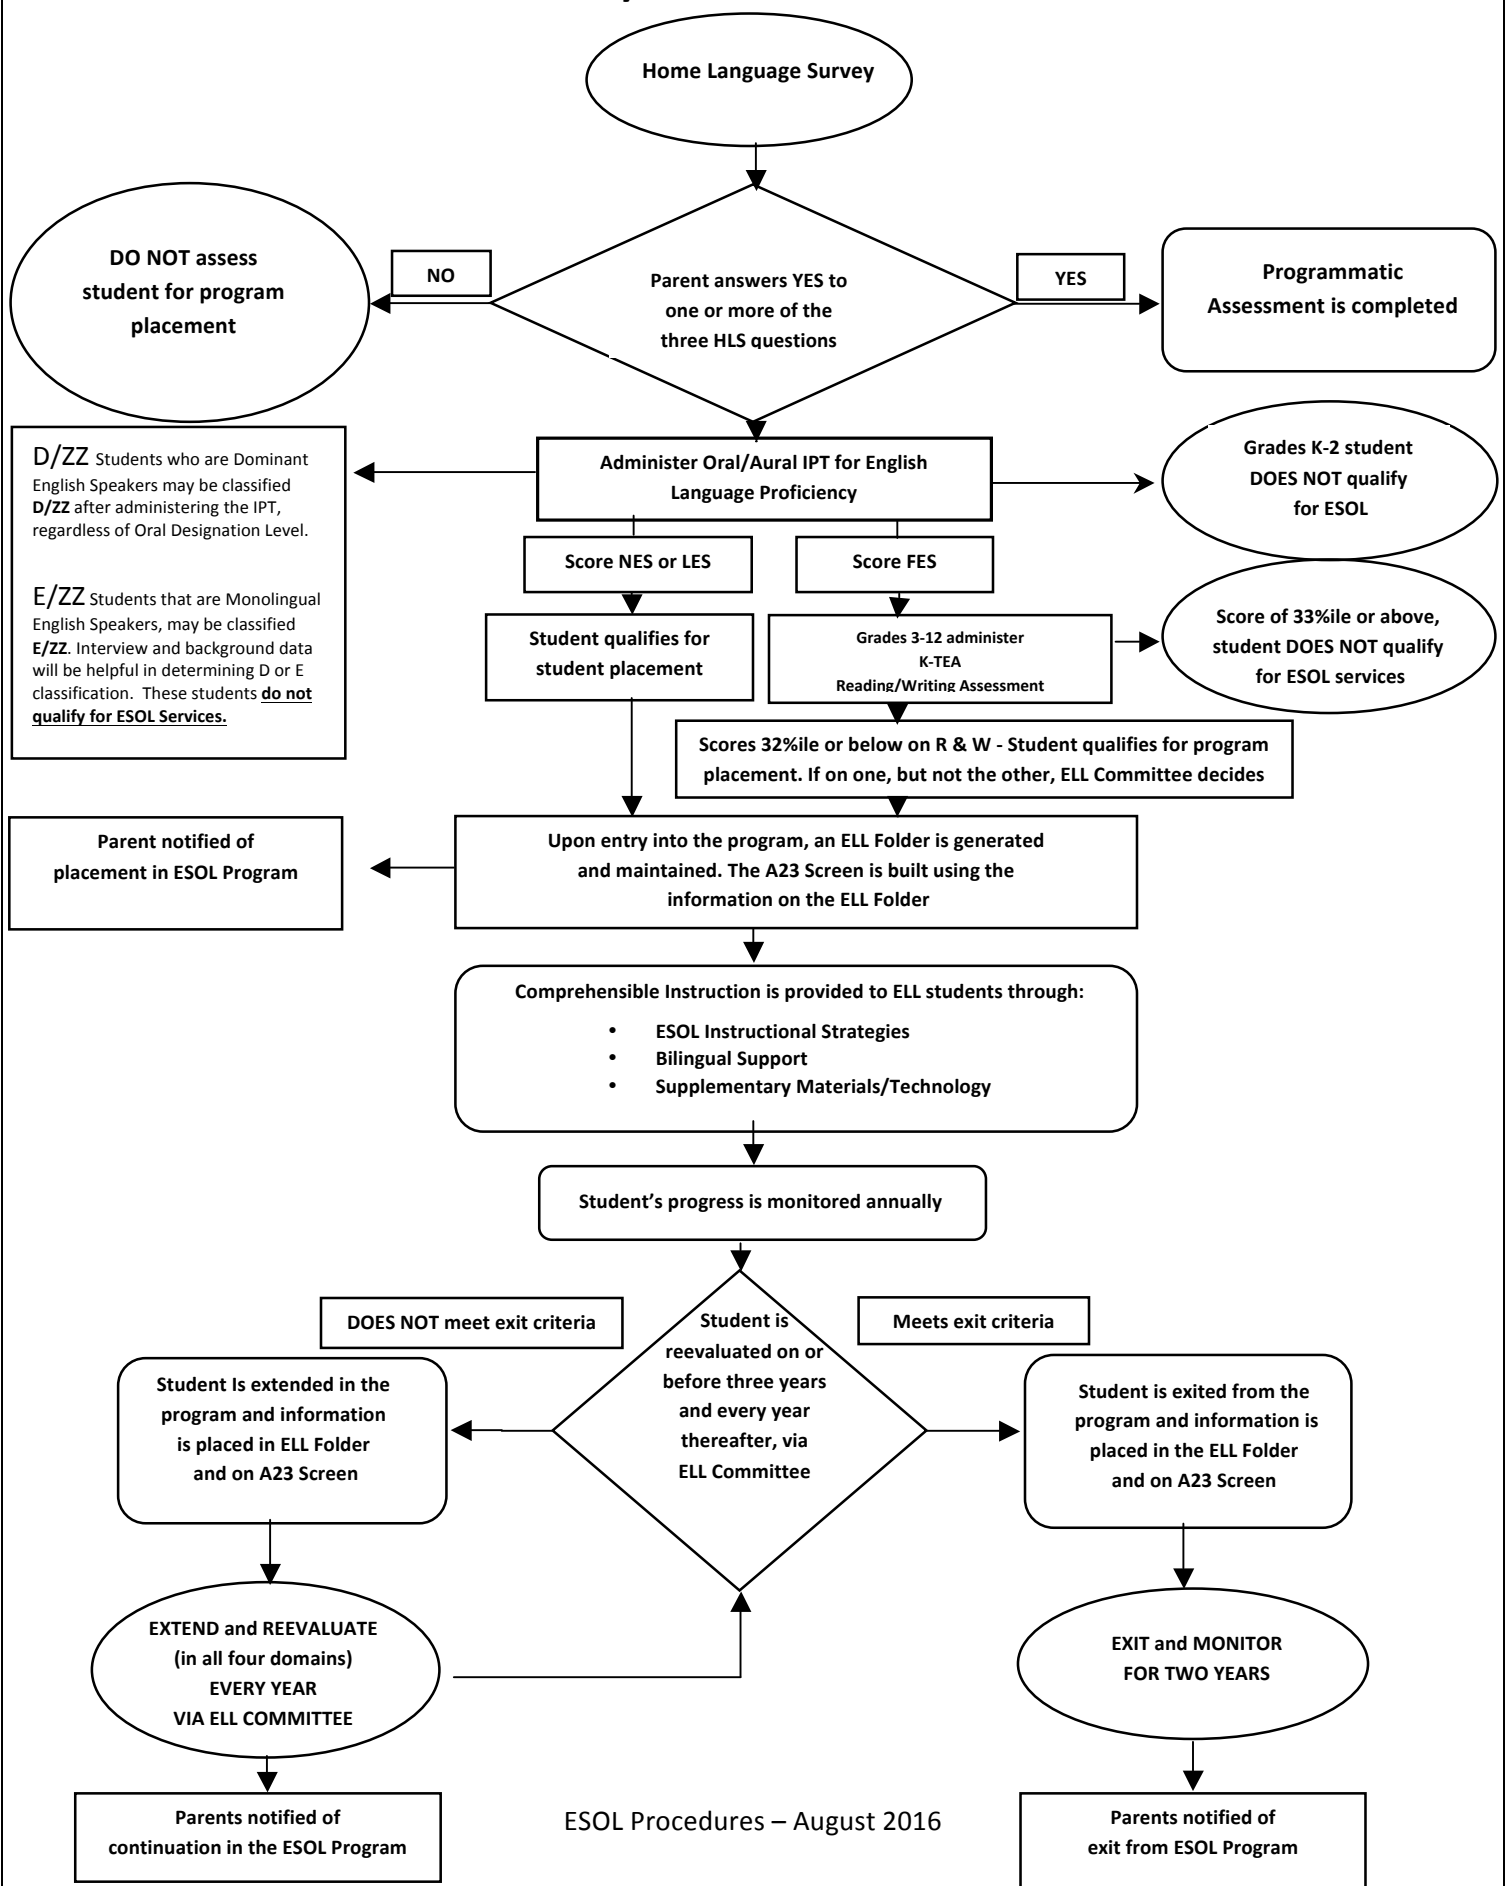 Home Language Survey
DO NOT assess
student for program
placement
NO
Parent answers YES to
one or more of the
three HLS questions
YES
Programmatic
Assessment is completed
D/ZZ Students who are Dominant
English Speakers may be classified
D/ZZ after administering the IPT,
regardless of Oral Designation Level.
E/ZZ Students that are Monolingual
English Speakers, may be classified
E/ZZ. Interview and background data
will be helpful in determining D or E
classification. These students do not
qualify for ESOL Services.
Administer Oral/Aural IPT for English
Language Proficiency
Grades K-2 student
DOES NOT qualify
for ESOL
Score NES or LES
Score FES
Student qualifies for
student placement
Grades 3-12 administer
K-TEA
Reading/Writing Assessment
Score of 33%ile or above,
student DOES NOT qualify
for ESOL services
Scores 32%ile or below on R & W - Student qualifies for program
placement. If on one, but not the other, ELL Committee decides
Parent notified of
placement in ESOL Program
Upon entry into the program, an ELL Folder is generated
and maintained. The A23 Screen is built using the
information on the ELL Folder
Comprehensible Instruction is provided to ELL students through:
• ESOL Instructional Strategies
• Bilingual Support
• Supplementary Materials/Technology
Student’s progress is monitored annually
DOES NOT meet exit criteria
Student is
reevaluated on or
before three years
and every year
thereafter, via
ELL Committee
Meets exit criteria
Student Is extended in the
program and information
is placed in ELL Folder
and on A23 Screen
Student is exited from the
program and information is
placed in the ELL Folder
and on A23 Screen
EXTEND and REEVALUATE
(in all four domains)
EVERY YEAR
VIA ELL COMMITTEE
EXIT and MONITOR
FOR TWO YEARS
Parents notified of
continuation in the ESOL Program
ESOL Procedures – August 2016
Parents notified of
exit from ESOL Program